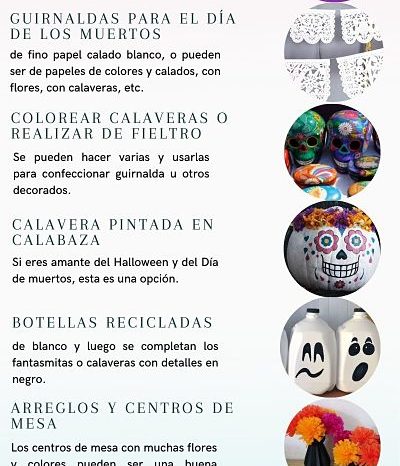 GUIRNALDAS PARA EL DÍA
DE LOS MUERTOS
de fino papel calado blanco, o pueden
ser de papeles de colores y calados, con
flores, con calaveras, etc.
COLOREAR CALAVERAS O
REALIZAR DE FIELTRO
Se pueden hacer varias y usarlas
para confeccionar guirnalda u otros
decorados.
CALAVERA PINTADA EN
CALABAZA
Si eres amante del Halloween y del Día
de muertos, esta es una opción.
BOTELLAS RECICLADAS
de blanco y luego se completan los
fantasmitas o calaveras con detalles en
negro.
ARREGLOS Y CENTROS DE
MESA
Los centros de mesa con muchas flores
y colores pueden ser una buena